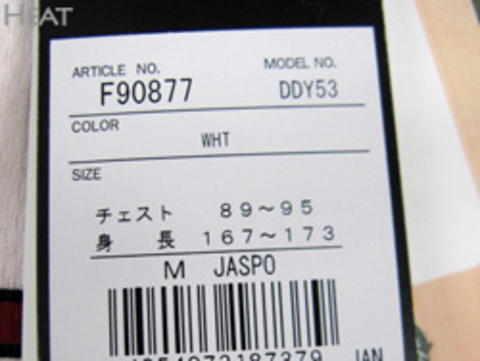 HEAT
ARTICLE NO. MODEL NO.
F90877 DDY53
COLOR
WHT
SIZE
チェスト 89～95
身 長 167～173
M JASPO
JAN